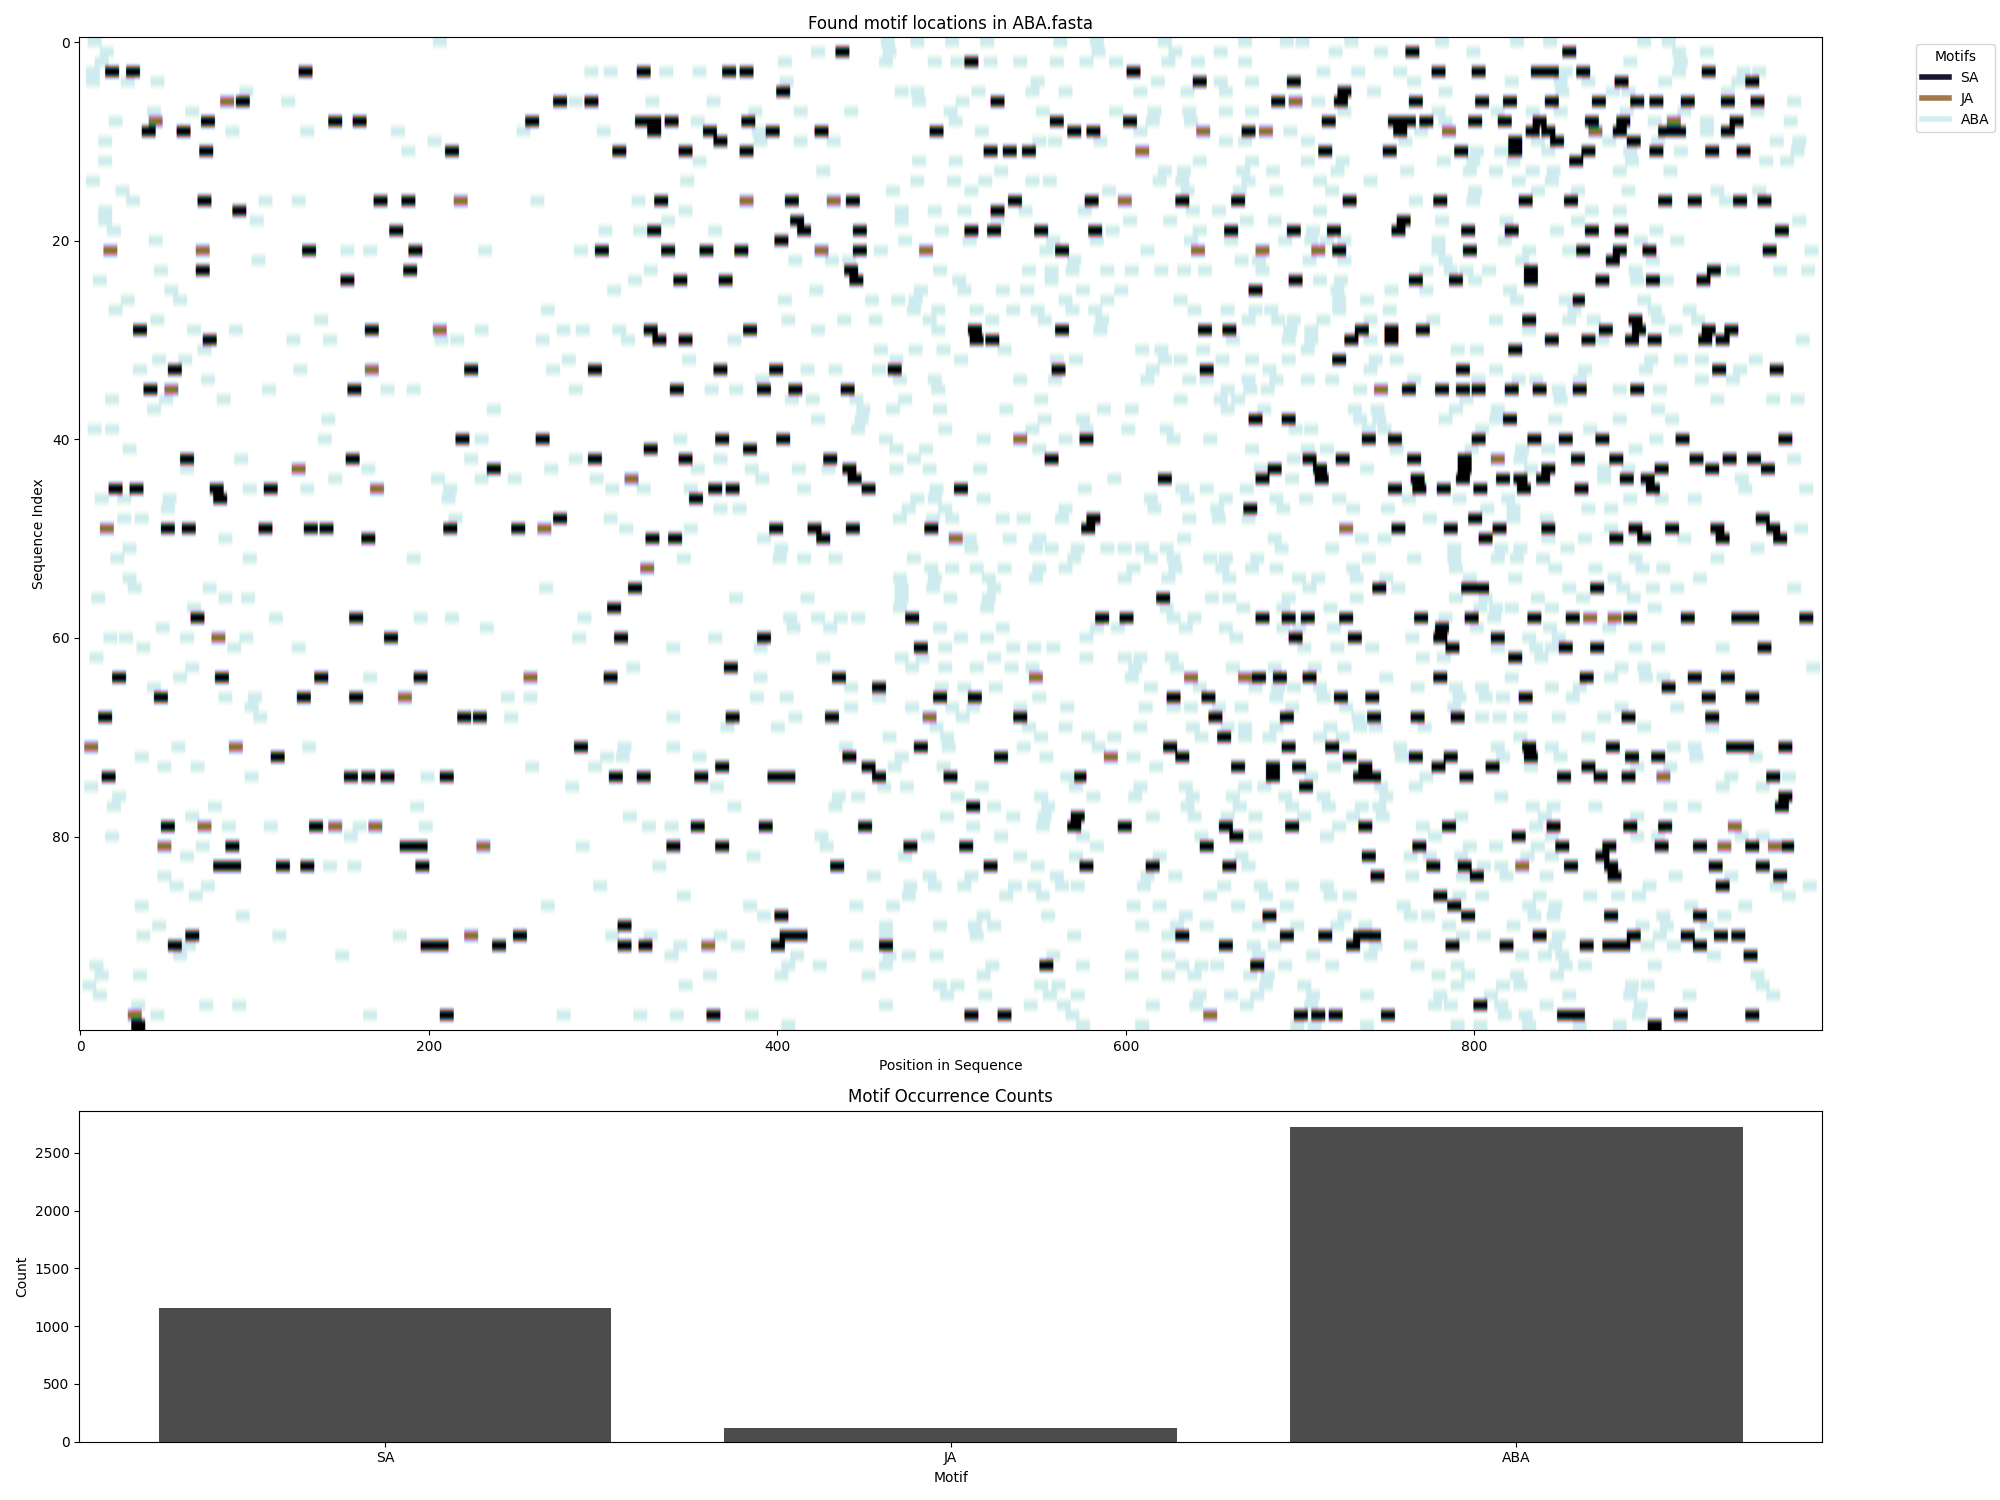 Found motif locations in ABA.fasta
Motifs
SA
JA
ABA
0
20
40
60
80
Sequence Index
0
200
400
600
800
Position in Sequence
Motif Occurrence Counts
2500
2000
1500
1000
500
0
Count
SA
JA
ABA
Motif